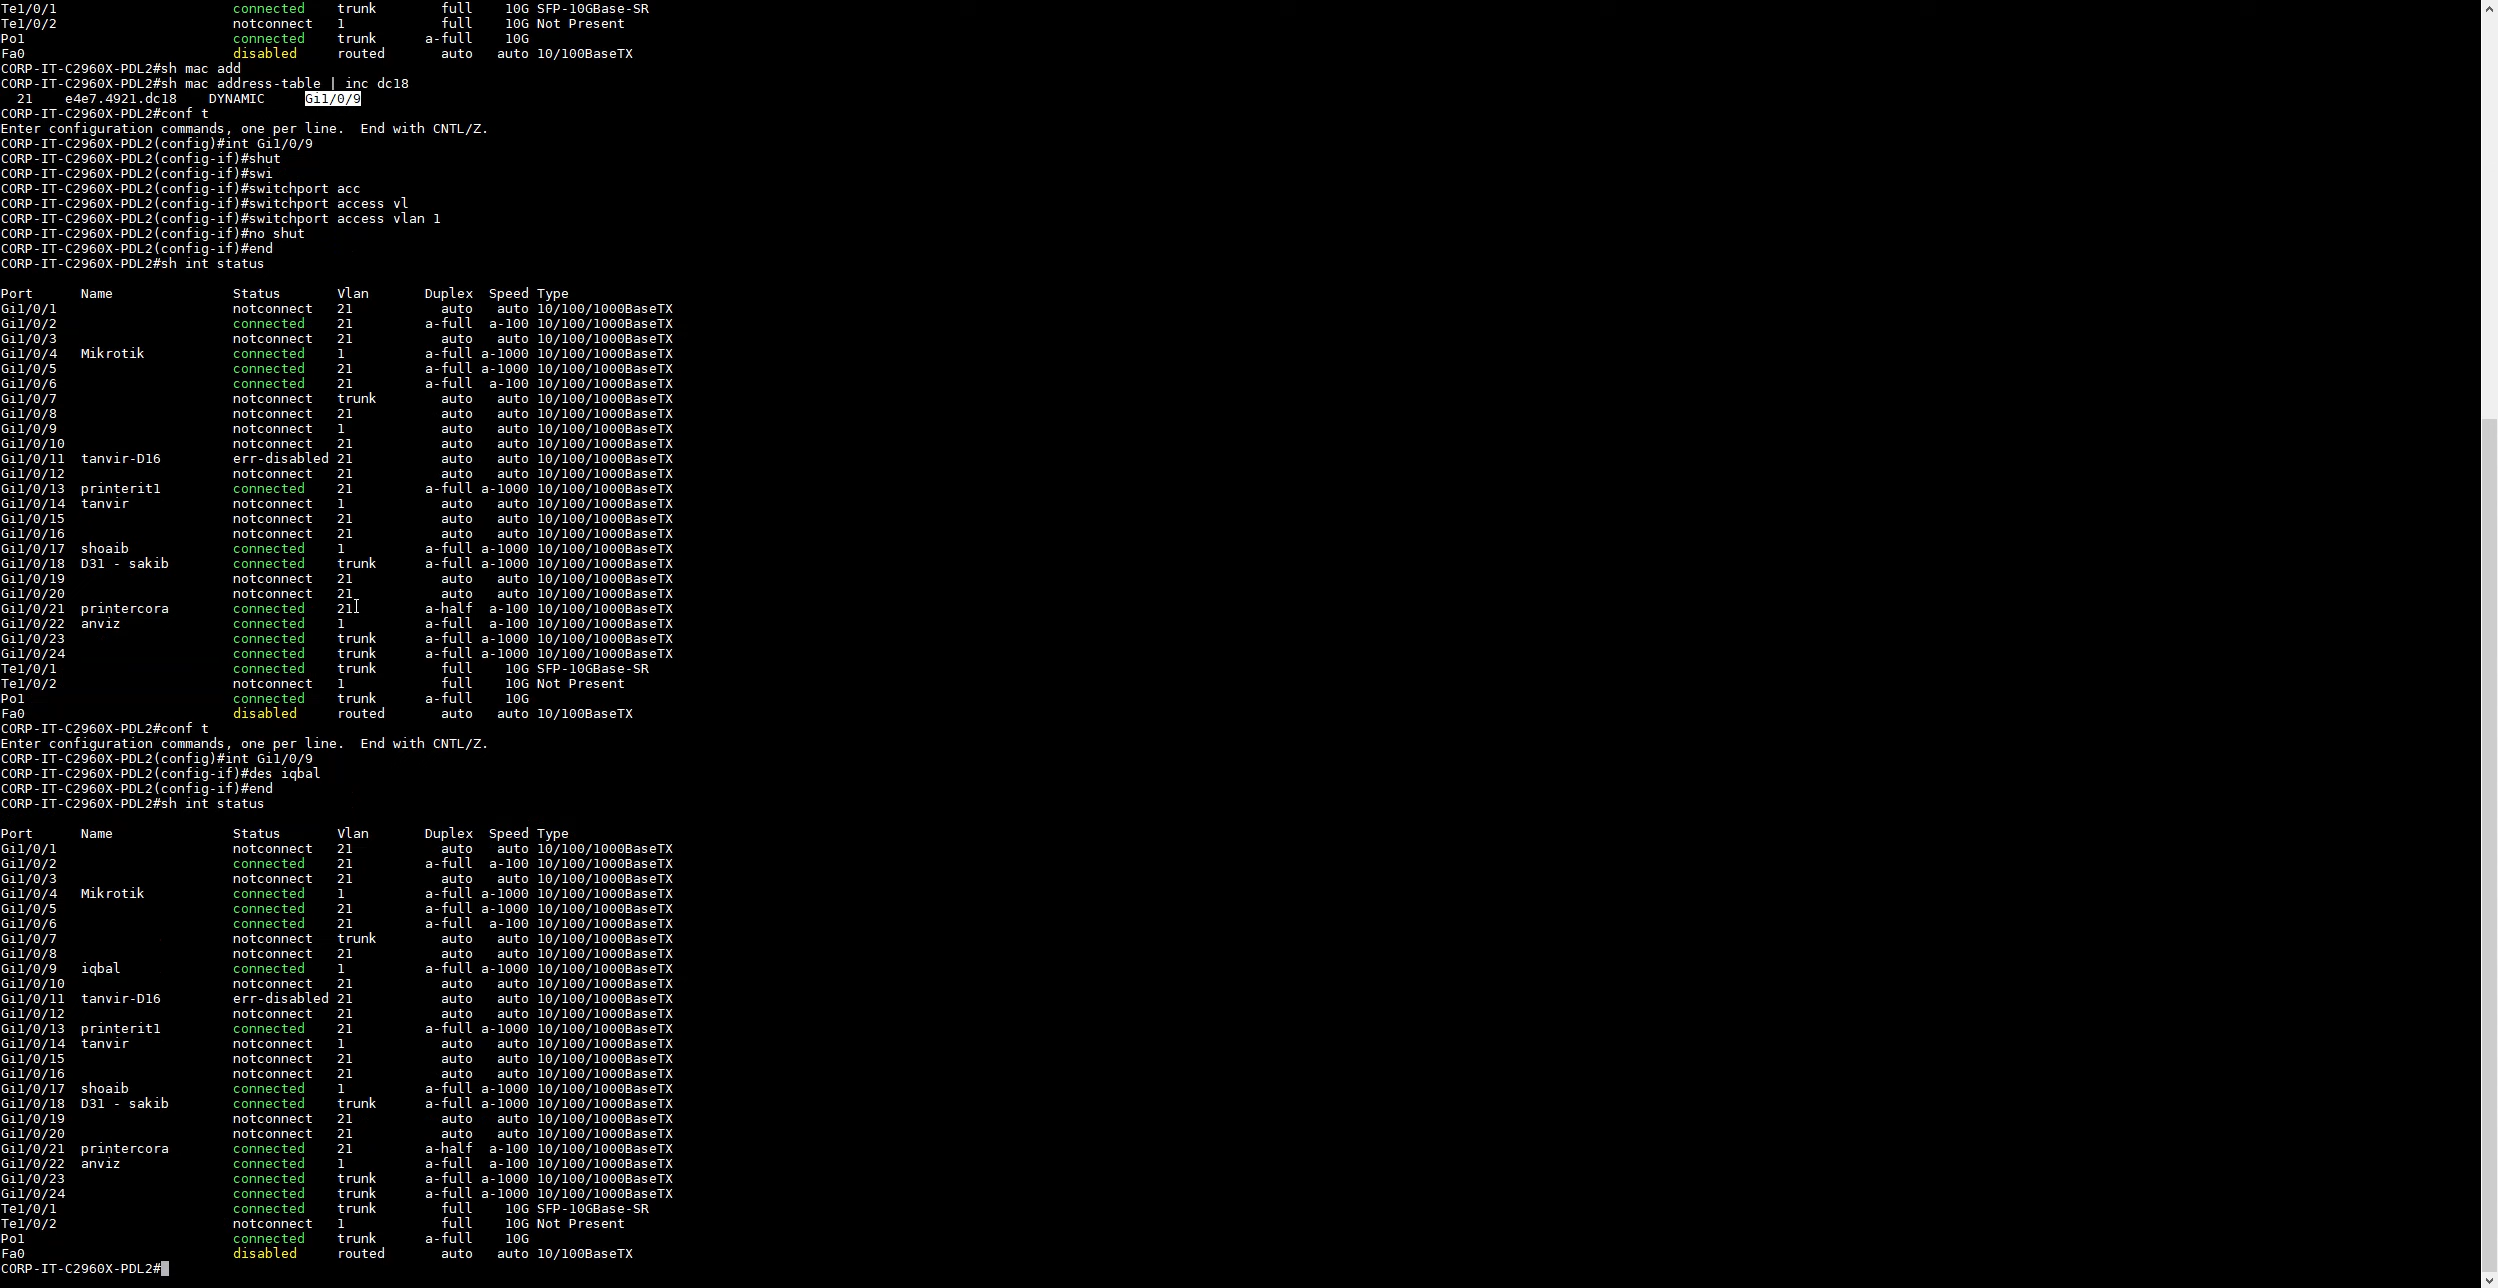 Te1/0/1                      connected    trunk        full    10G SFP-10GBase-SR
Te1/0/2                      notconnect   1            full    10G Not Present
Po1                          connected    trunk      a-full    10G
Fa0                          disabled     routed       auto   auto 10/100BaseTX
CORP-IT-C2960X-PDL2#sh mac add
CORP-IT-C2960X-PDL2#sh mac address-table | inc dc18
  21    e4e7.4921.dc18    DYNAMIC     Gi1/0/9
CORP-IT-C2960X-PDL2#conf t
Enter configuration commands, one per line.  End with CNTL/Z.
CORP-IT-C2960X-PDL2(config)#int Gi1/0/9
CORP-IT-C2960X-PDL2(config-if)#shut
CORP-IT-C2960X-PDL2(config-if)#swi
CORP-IT-C2960X-PDL2(config-if)#switchport acc
CORP-IT-C2960X-PDL2(config-if)#switchport access vl
CORP-IT-C2960X-PDL2(config-if)#switchport access vlan 1
CORP-IT-C2960X-PDL2(config-if)#no shut
CORP-IT-C2960X-PDL2(config-if)#end
CORP-IT-C2960X-PDL2#sh int status
Port      Name               Status       Vlan       Duplex  Speed Type
Gi1/0/1                      notconnect   21           auto   auto 10/100/1000BaseTX
Gi1/0/2                      connected    21         a-full  a-100 10/100/1000BaseTX
Gi1/0/3                      notconnect   21           auto   auto 10/100/1000BaseTX
Gi1/0/4   Mikrotik           connected    1          a-full a-1000 10/100/1000BaseTX
Gi1/0/5                      connected    21         a-full a-1000 10/100/1000BaseTX
Gi1/0/6                      connected    21         a-full  a-100 10/100/1000BaseTX
Gi1/0/7                      notconnect   trunk        auto   auto 10/100/1000BaseTX
Gi1/0/8                      notconnect   21           auto   auto 10/100/1000BaseTX
Gi1/0/9                      notconnect   1            auto   auto 10/100/1000BaseTX
Gi1/0/10                     notconnect   21           auto   auto 10/100/1000BaseTX
Gi1/0/11  tanvir-D16         err-disabled 21           auto   auto 10/100/1000BaseTX
Gi1/0/12                     notconnect   21           auto   auto 10/100/1000BaseTX
Gi1/0/13  printerit1         connected    21         a-full a-1000 10/100/1000BaseTX
Gi1/0/14  tanvir             notconnect   1            auto   auto 10/100/1000BaseTX
Gi1/0/15                     notconnect   21           auto   auto 10/100/1000BaseTX
Gi1/0/16                     notconnect   21           auto   auto 10/100/1000BaseTX
Gi1/0/17  shoaib             connected    1          a-full a-1000 10/100/1000BaseTX
Gi1/0/18  D31 - sakib        connected    trunk      a-full a-1000 10/100/1000BaseTX
Gi1/0/19                     notconnect   21           auto   auto 10/100/1000BaseTX
Gi1/0/20                     notconnect   21           auto   auto 10/100/1000BaseTX
Gi1/0/21  printercora        connected    21         a-half  a-100 10/100/1000BaseTX
Gi1/0/22  anviz              connected    1          a-full  a-100 10/100/1000BaseTX
Gi1/0/23                     connected    trunk      a-full a-1000 10/100/1000BaseTX
Gi1/0/24                     connected    trunk      a-full a-1000 10/100/1000BaseTX
Te1/0/1                      connected    trunk        full    10G SFP-10GBase-SR
Te1/0/2                      notconnect   1            full    10G Not Present
Po1                          connected    trunk      a-full    10G
Fa0                          disabled     routed       auto   auto 10/100BaseTX
CORP-IT-C2960X-PDL2#conf t
Enter configuration commands, one per line.  End with CNTL/Z.
CORP-IT-C2960X-PDL2(config)#int Gi1/0/9
CORP-IT-C2960X-PDL2(config-if)#des iqbal
CORP-IT-C2960X-PDL2(config-if)#end
CORP-IT-C2960X-PDL2#sh int status
Port      Name               Status       Vlan       Duplex  Speed Type
Gi1/0/1                      notconnect   21           auto   auto 10/100/1000BaseTX
Gi1/0/2                      connected    21         a-full  a-100 10/100/1000BaseTX
Gi1/0/3                      notconnect   21           auto   auto 10/100/1000BaseTX
Gi1/0/4   Mikrotik           connected    1          a-full a-1000 10/100/1000BaseTX
Gi1/0/5                      connected    21         a-full a-1000 10/100/1000BaseTX
Gi1/0/6                      connected    21         a-full  a-100 10/100/1000BaseTX
Gi1/0/7                      notconnect   trunk        auto   auto 10/100/1000BaseTX
Gi1/0/8                      notconnect   21           auto   auto 10/100/1000BaseTX
Gi1/0/9   iqbal              connected    1          a-full a-1000 10/100/1000BaseTX
Gi1/0/10                     notconnect   21           auto   auto 10/100/1000BaseTX
Gi1/0/11  tanvir-D16         err-disabled 21           auto   auto 10/100/1000BaseTX
Gi1/0/12                     notconnect   21           auto   auto 10/100/1000BaseTX
Gi1/0/13  printerit1         connected    21         a-full a-1000 10/100/1000BaseTX
Gi1/0/14  tanvir             notconnect   1            auto   auto 10/100/1000BaseTX
Gi1/0/15                     notconnect   21           auto   auto 10/100/1000BaseTX
Gi1/0/16                     notconnect   21           auto   auto 10/100/1000BaseTX
Gi1/0/17  shoaib             connected    1          a-full a-1000 10/100/1000BaseTX
Gi1/0/18  D31 - sakib        connected    trunk      a-full a-1000 10/100/1000BaseTX
Gi1/0/19                     notconnect   21           auto   auto 10/100/1000BaseTX
Gi1/0/20                     notconnect   21           auto   auto 10/100/1000BaseTX
Gi1/0/21  printercora        connected    21         a-half  a-100 10/100/1000BaseTX
Gi1/0/22  anviz              connected    1          a-full  a-100 10/100/1000BaseTX
Gi1/0/23                     connected    trunk      a-full a-1000 10/100/1000BaseTX
Gi1/0/24                     connected    trunk      a-full a-1000 10/100/1000BaseTX
Te1/0/1                      connected    trunk        full    10G SFP-10GBase-SR
Te1/0/2                      notconnect   1            full    10G Not Present
Po1                          connected    trunk      a-full    10G
Fa0                          disabled     routed       auto   auto 10/100BaseTX
CORP-IT-C2960X-PDL2#